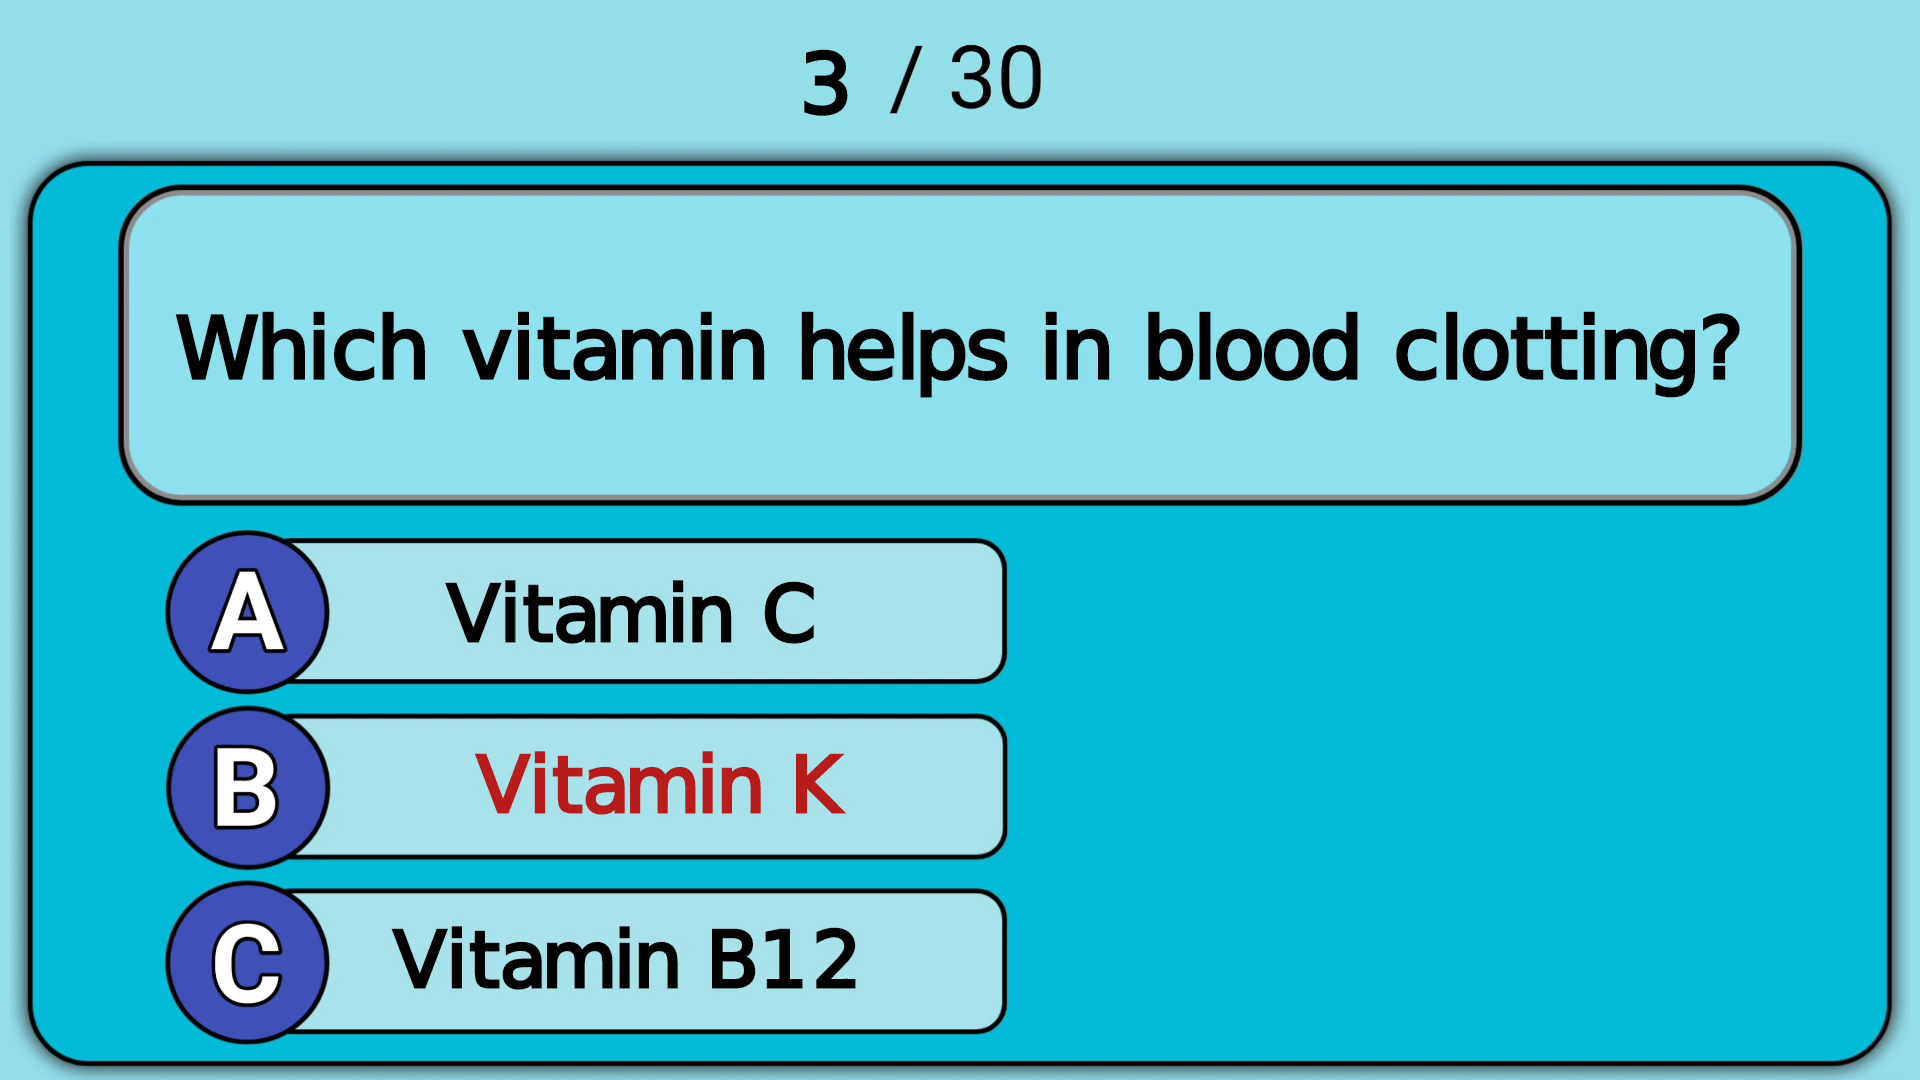 3 / 30
Which vitamin helps in blood clotting?
A Vitamin C
B Vitamin K
C Vitamin B12